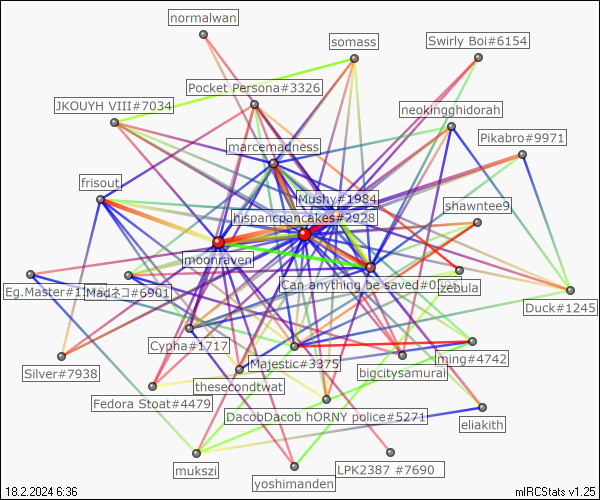 normalwan
somass
Swirly Boi#6154
Pocket Persona#3326
JKOUYH VIII#7034
neokingghidorah
Pikabro#9971
marcemadness
frisout
Mushy#1984
shawntee9
hispancpancakes#2928
moonraven
Can anything be saved#0
zebula
Eg.Master#1
Madネコ#6901
Duck#1245
Cypha#1717
Majestic#3375
ming#4742
bigcitysamurai
Silver#7938
thesecondtwat
Fedora Stoat#4479
DacobDacob hORNY police#5271
eliakith
mukszi
LPK2387 #7690
yoshimanden
18.2.2024 6:36
mIRCStats v1.25